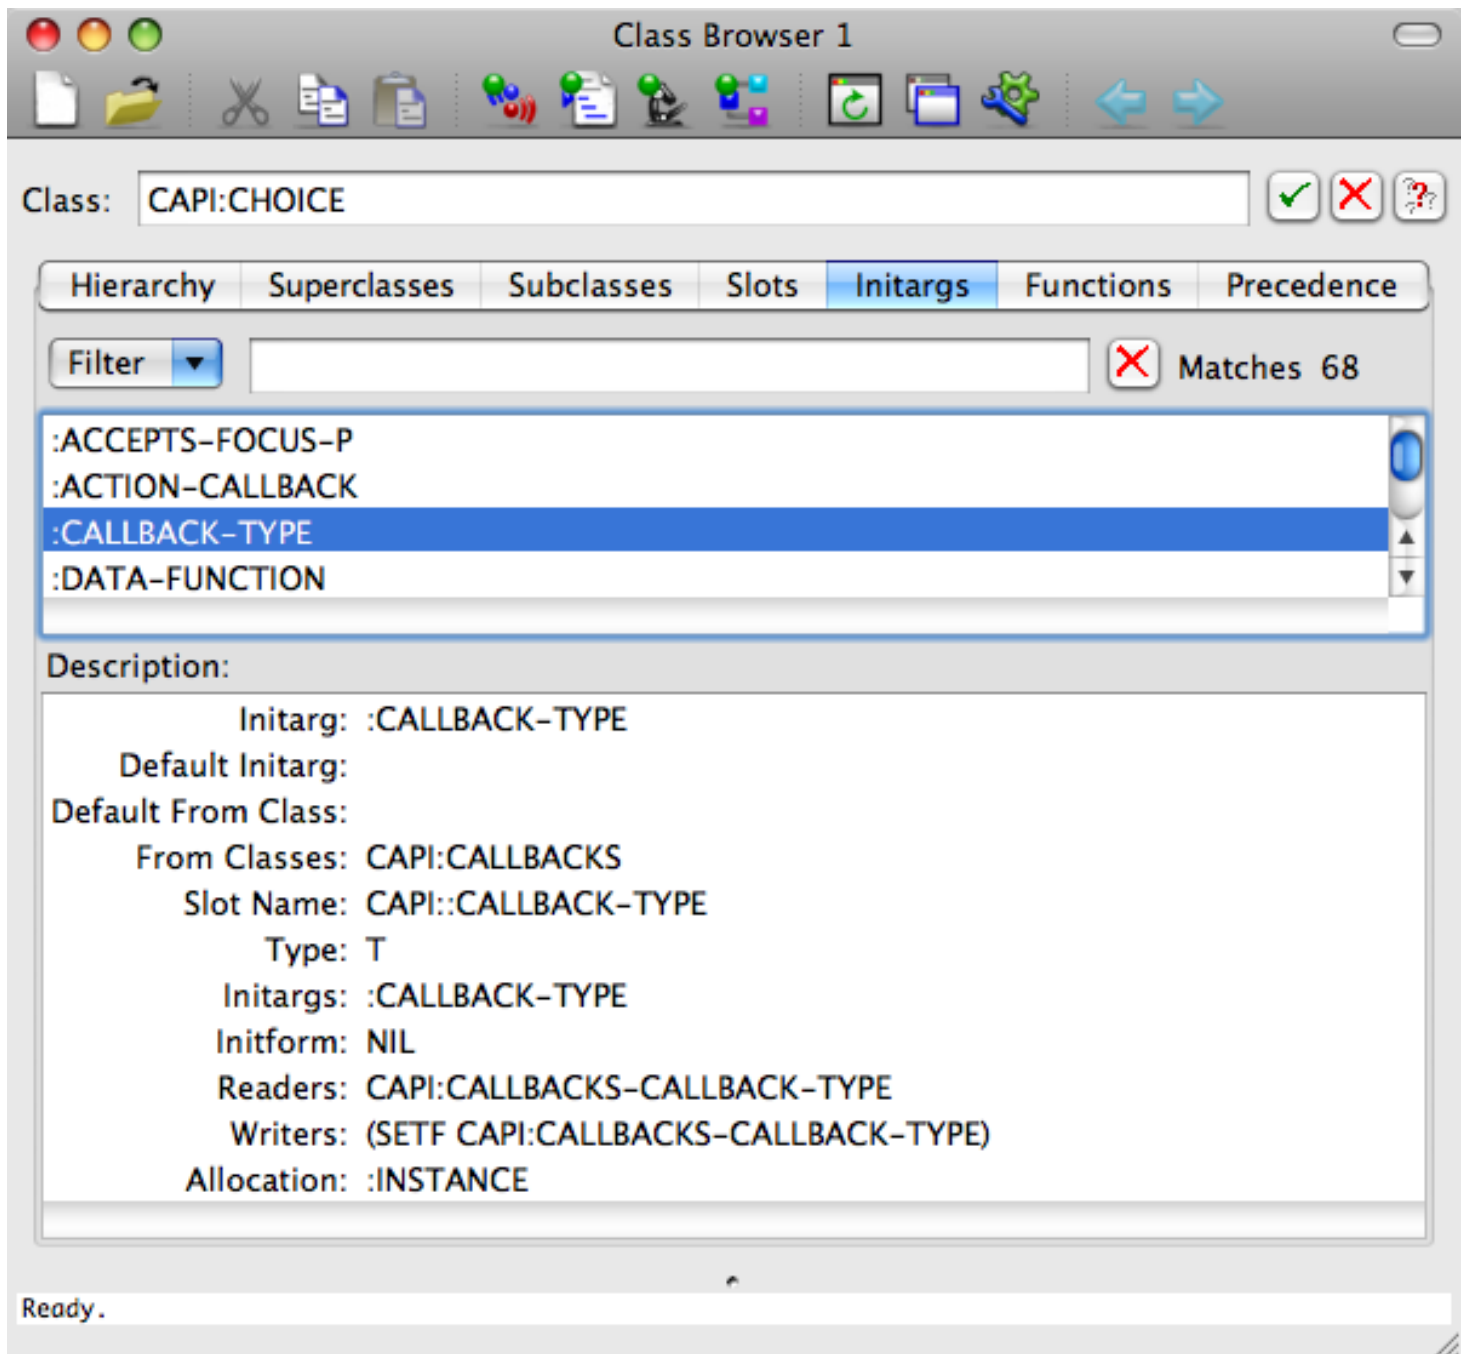 Class Browser 1
Class: CAPI:CHOICE
Hierarchy Superclasses Subclasses Slots Initargs Functions Precedence
Filter Matches 68
:ACCEPTS-FOCUS-P
:ACTION-CALLBACK
:CALLBACK-TYPE
:DATA-FUNCTION
Description:
Initarg: :CALLBACK-TYPE
Default Initarg:
Default From Class:
From Classes: CAPI:CALLBACKS
Slot Name: CAPI::CALLBACK-TYPE
Type: T
Initargs: :CALLBACK-TYPE
Initform: NIL
Readers: CAPI:CALLBACKS-CALLBACK-TYPE
Writers: (SETF CAPI:CALLBACKS-CALLBACK-TYPE)
Allocation: :INSTANCE
Ready.